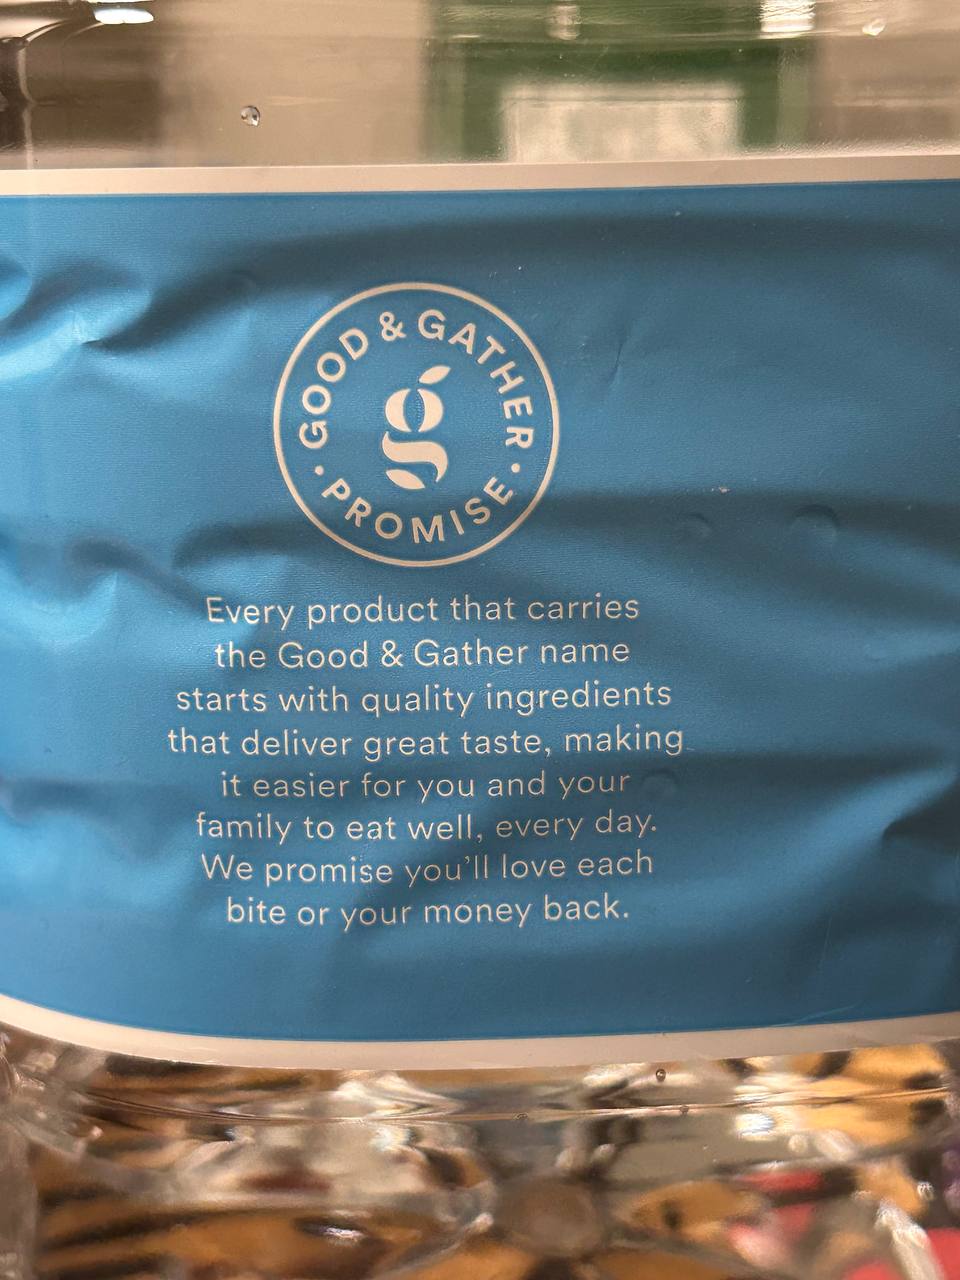 GOOD & GATHER
PROMISE
g
Every product that carries
the Good & Gather name
starts with quality ingredients
that deliver great taste, making
it easier for you and your
family to eat well, every day.
We promise you'll love each
bite or your money back.